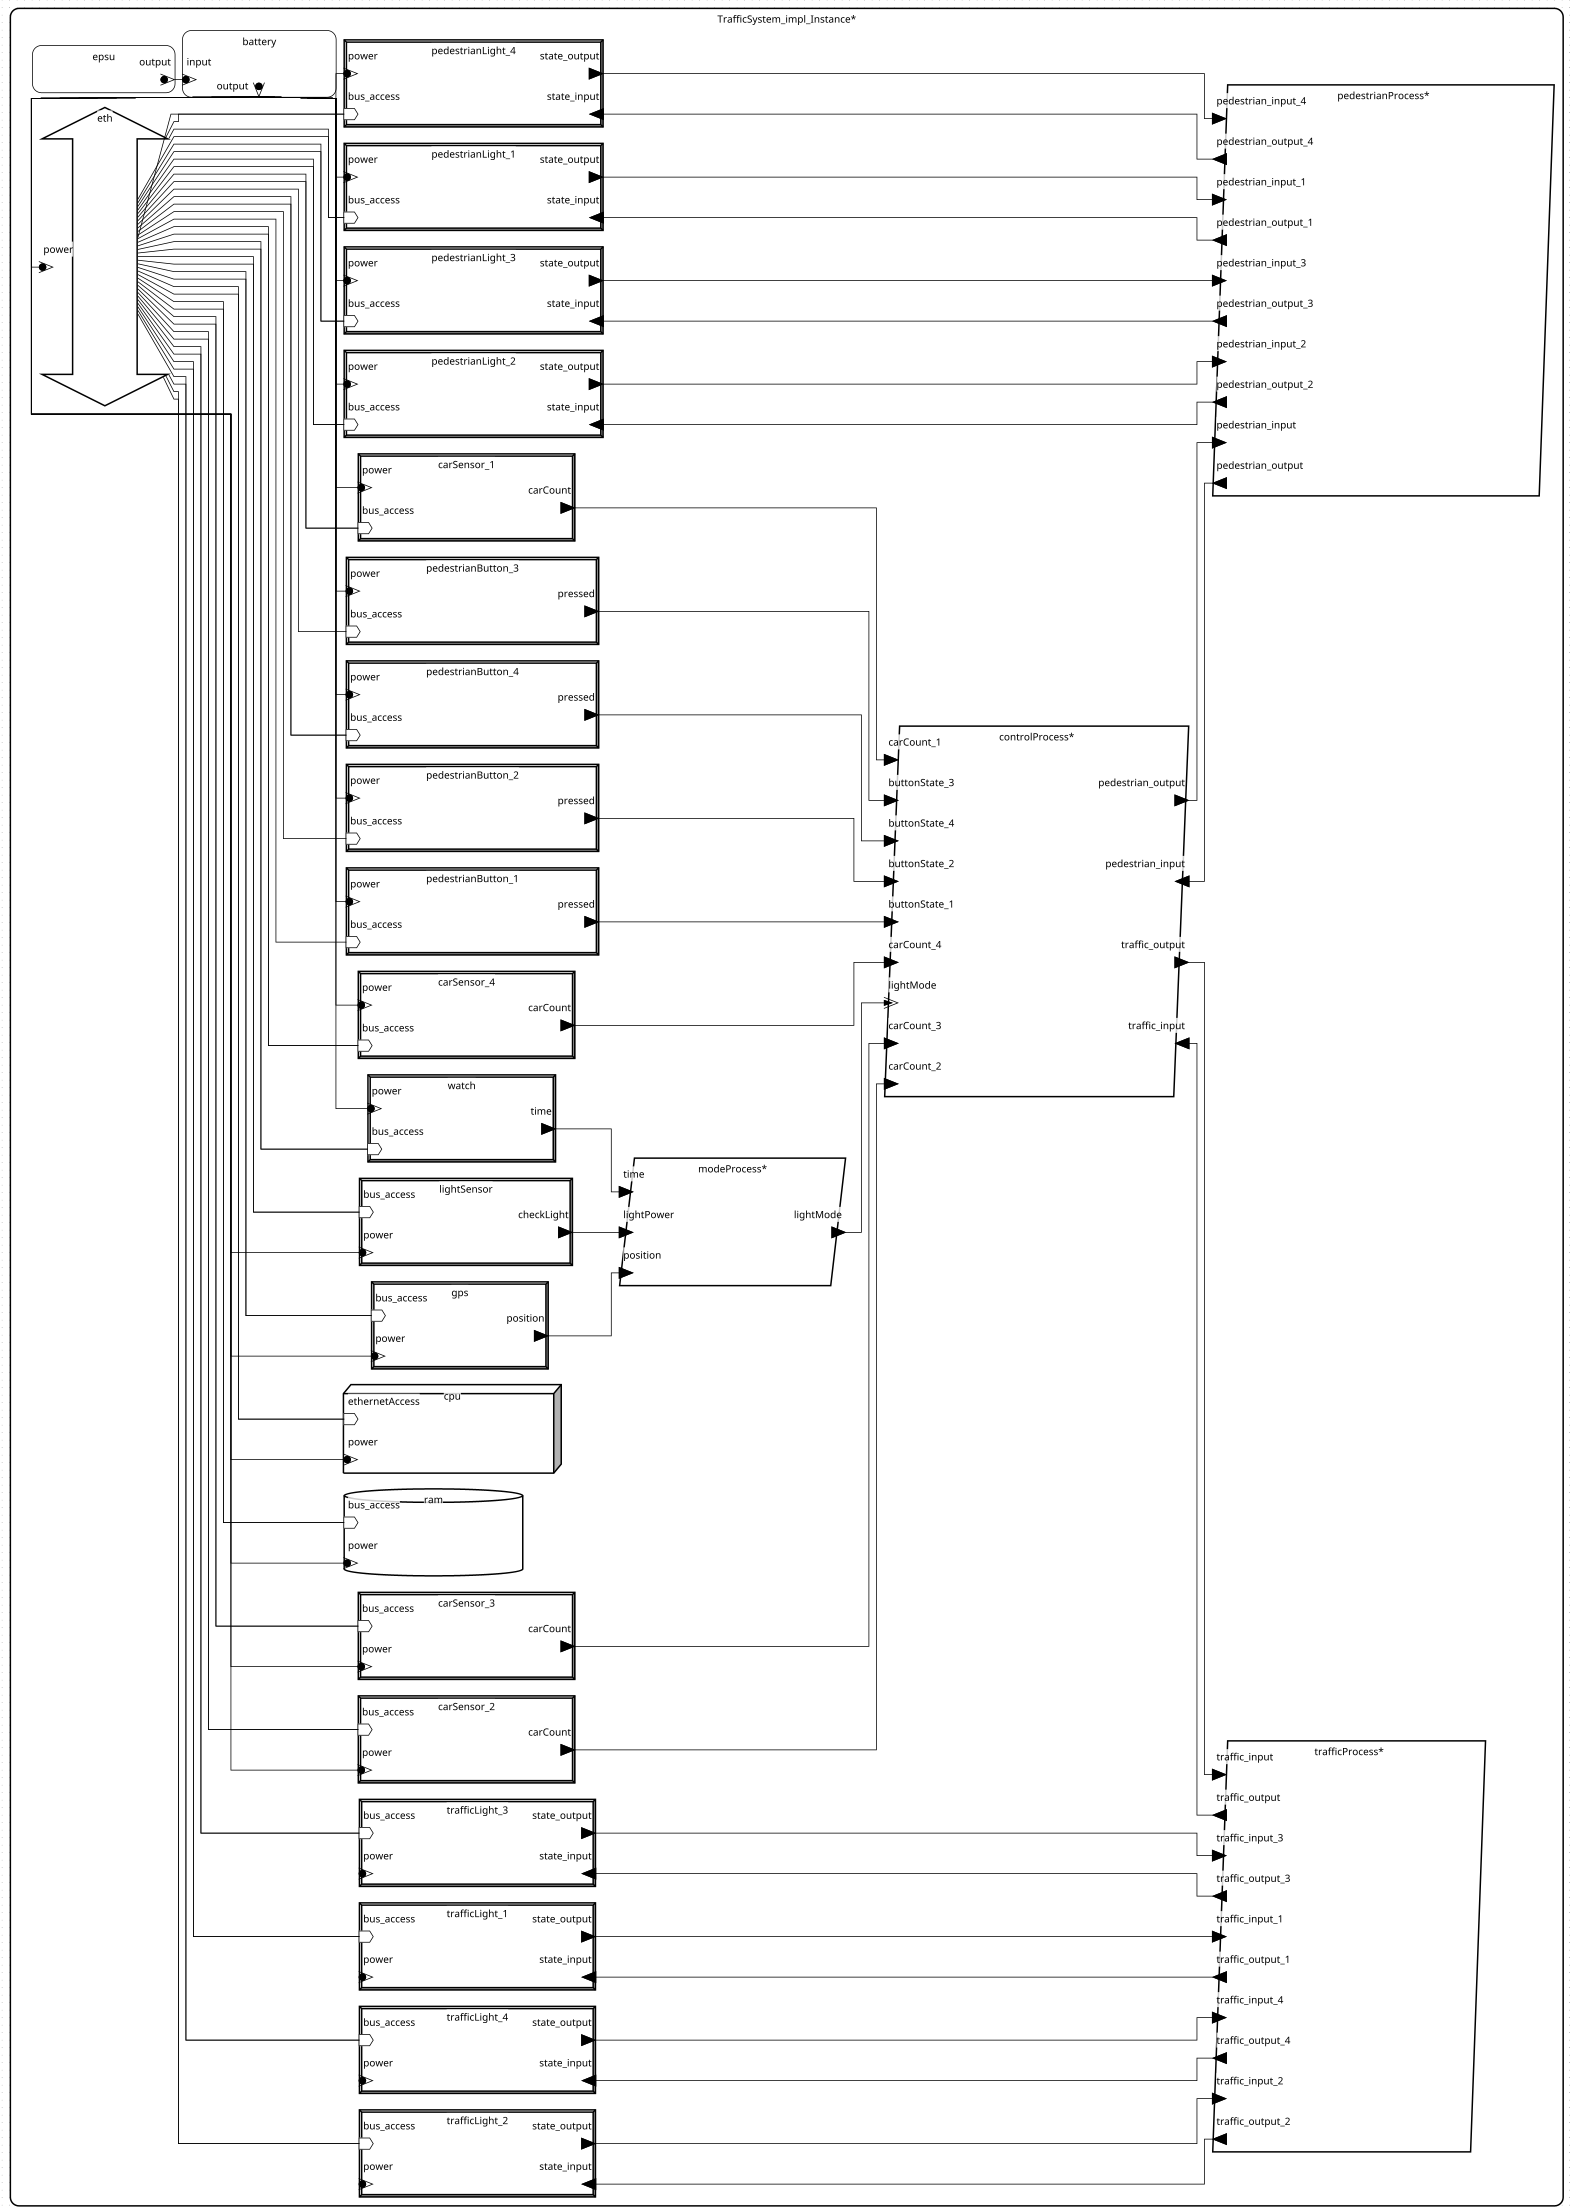 TrafficSystem_impl_Instance*
epsu
output
battery
input
output
eth
power
pedestrianLight_4
power
state_output
bus_access
state_input
pedestrianLight_1
power
state_output
bus_access
state_input
pedestrianLight_3
power
state_output
bus_access
state_input
pedestrianLight_2
power
state_output
bus_access
state_input
pedestrianProcess*
pedestrian_input_4
pedestrian_output_4
pedestrian_input_1
pedestrian_output_1
pedestrian_input_3
pedestrian_output_3
pedestrian_input_2
pedestrian_output_2
pedestrian_input
pedestrian_output
carSensor_1
power
carCount
bus_access
pedestrianButton_3
power
pressed
bus_access
pedestrianButton_4
power
pressed
bus_access
pedestrianButton_2
power
pressed
bus_access
pedestrianButton_1
power
pressed
bus_access
carSensor_4
power
carCount
bus_access
controlProcess*
carCount_1
buttonState_3
pedestrian_output
buttonState_4
buttonState_2
pedestrian_input
buttonState_1
carCount_4
traffic_output
lightMode
carCount_3
traffic_input
carCount_2
watch
power
time
bus_access
lightSensor
bus_access
checkLight
power
modeProcess*
time
lightPower
lightMode
position
gps
bus_access
position
power
cpu
ethernetAccess
power
ram
bus_access
power
carSensor_3
bus_access
carCount
power
carSensor_2
bus_access
carCount
power
trafficLight_3
bus_access
state_output
power
state_input
trafficLight_1
bus_access
state_output
power
state_input
trafficLight_4
bus_access
state_output
power
state_input
trafficLight_2
bus_access
state_output
power
state_input
trafficProcess*
traffic_input
traffic_output
traffic_input_3
traffic_output_3
traffic_input_1
traffic_output_1
traffic_input_4
traffic_output_4
traffic_input_2
traffic_output_2